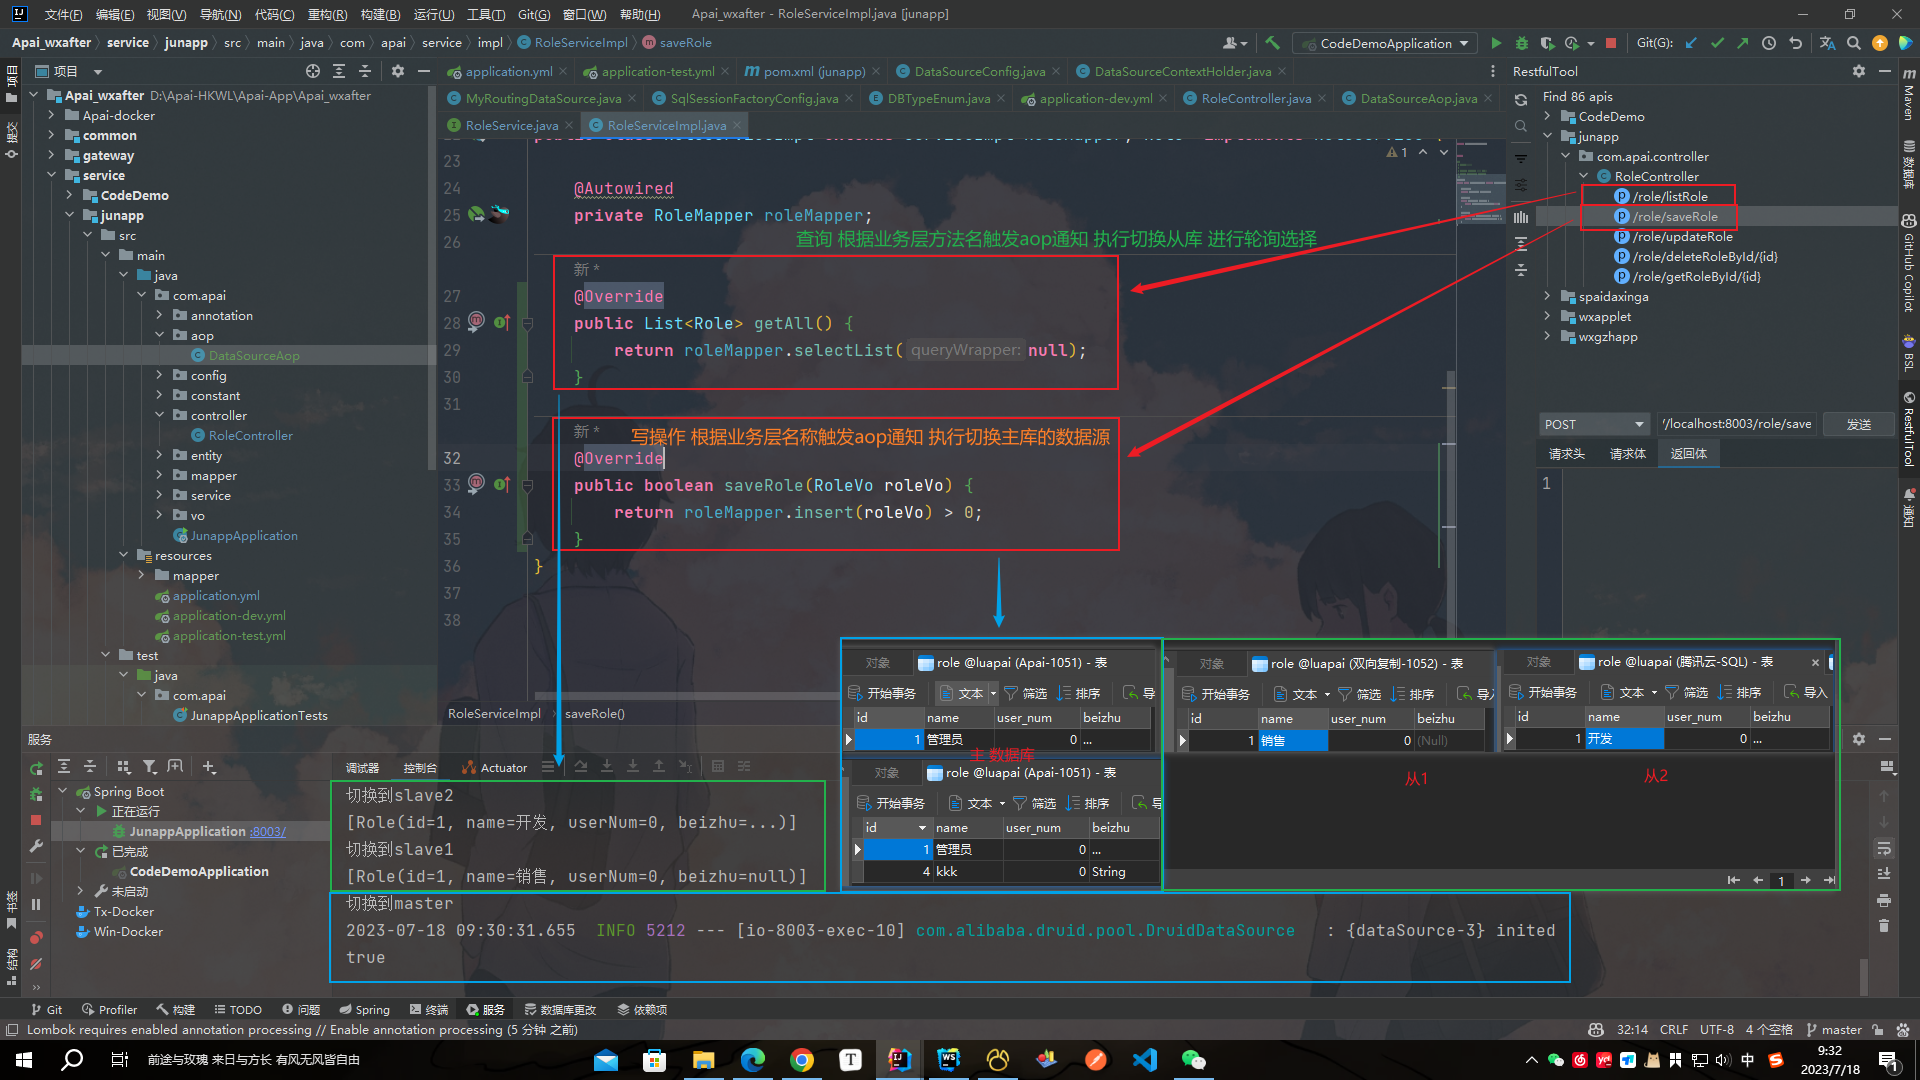 文件(F) 编辑(E) 视图(V) 导航(N) 代码(C) 重构(R) 构建(B) 运行(U) 工具(T) Git(G) 窗口(W) 帮助(H) Apai_wxafter - RoleServiceImpl.java [junapp]
Apai_wxafter service junapp src main java com apai service impl RoleServiceImpl saveRole
CodeDemoApplication Git(G):
项目
application.yml application-test.yml pom.xml (junapp) DataSourceConfig.java DataSourceContextHolder.java
MyRoutingDataSource.java SqlSessionFactoryConfig.java DBTypeEnum.java application-dev.yml RoleController.java DataSourceAop.java
RoleService.java RoleServiceImpl.java
Apai_wxafter D:\Apai-HKWL\Apai-App\Apai_wxafter
Apai-docker
common
gateway
service
CodeDemo
junapp
src
main
java
com.apai
annotation
aop
DataSourceAop
config
constant
controller
RoleController
entity
mapper
service
vo
JunappApplication
resources
mapper
application.yml
application-dev.yml
application-test.yml
test
java
com.apai
JunappApplicationTests
项目
提交
书签
结构
23
24 @Autowired
25 private RoleMapper roleMapper;
26
查询 根据业务层方法名触发aop通知 执行切换从库 进行轮询选择
新 *
27 @Override
28 public List<Role> getAll() {
29 return roleMapper.selectList( queryWrapper: null);
30 }
31
新 *
写操作 根据业务层名称触发aop通知 执行切换主库的数据源
32 @Override
33 public boolean saveRole(RoleVo roleVo) {
34 return roleMapper.insert(roleVo) > 0;
35 }
36 }
37
38
1
RoleServiceImpl saveRole()
RestfulTool
Find 86 apis
CodeDemo
junapp
com.apai.controller
RoleController
/role/listRole
/role/saveRole
/role/updateRole
/role/deleteRoleById/{id}
/role/getRoleById/{id}
spaidaxinga
wxapplet
wxgzhapp
POST
'/localhost:8003/role/save
发送
请求头 请求体 返回体
1
Maven
数据库
GitHub Copilot
BSL
RestfulTool
通知
对象 role @luapai (Apai-1051) - 表
开始事务 文本 筛选 排序 导
id name user_num beizhu
1 管理员 0 ...
主 数据库
对象 role @luapai (Apai-1051) - 表
开始事务 文本 筛选 排序 导
id name user_num beizhu
1 管理员 0 ...
4 kkk 0 String
对象 role @luapai (双向复制-1052) - 表
开始事务 文本 筛选 排序 导入
id name user_num beizhu
1 销售 0 (Null)
从1
对象 role @luapai (腾讯云-SQL) - 表
开始事务 文本 筛选 排序 导入
id name user_num beizhu
1 开发 0 ...
从2
1
服务
调试器 控制台 Actuator
Spring Boot
正在运行
JunappApplication :8003/
已完成
CodeDemoApplication
未启动
Tx-Docker
Win-Docker
切换到slave2
[Role(id=1, name=开发, userNum=0, beizhu=...)]
切换到slave1
[Role(id=1, name=销售, userNum=0, beizhu=null)]
切换到master
2023-07-18 09:30:31.655 INFO 5212 --- [io-8003-exec-10] com.alibaba.druid.pool.DruidDataSource : {dataSource-3} inited
true
Git Profiler 构建 TODO 问题 Spring 终端 服务 数据库更改 依赖项
Lombok requires enabled annotation processing // Enable annotation processing (5 分钟 之前)
32:14 CRLF UTF-8 4 个空格 master
前途与玫瑰 来日与方长 有风无风皆自由
中
9:32
2023/7/18
1